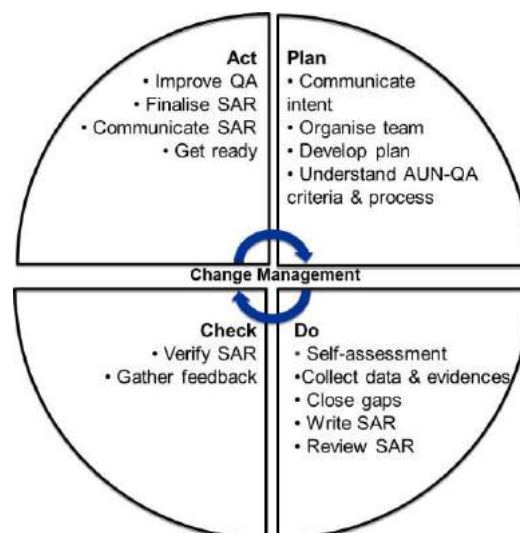 Act
• Improve QA
• Finalise SAR
• Communicate SAR
• Get ready
Plan
• Communicate
intent
• Organise team
• Develop plan
• Understand AUN-QA
criteria & process
Change Management
Check
• Verify SAR
• Gather feedback
Do
• Self-assessment
•Collect data & evidences
• Close gaps
• Write SAR
• Review SAR